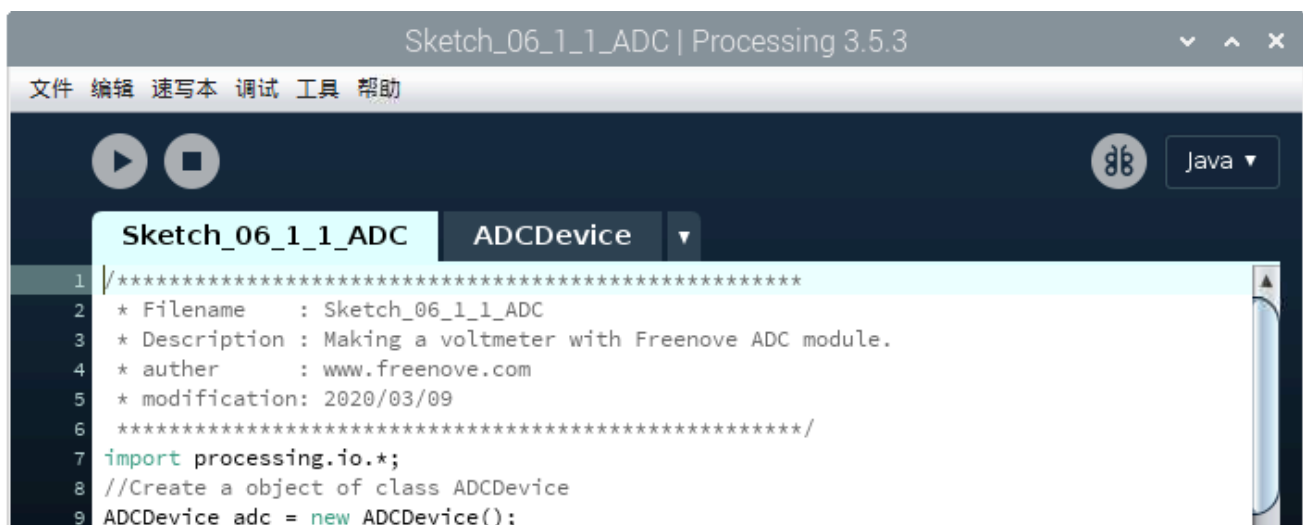 Sketch_06_1_1_ADC | Processing 3.5.3
文件 编辑 速写本 调试 工具 帮助
Java
Sketch_06_1_1_ADC ADCDevice
1 /*****************************************************
2 * Filename    : Sketch_06_1_1_ADC
3 * Description : Making a voltmeter with Freenove ADC module.
4 * auther      : www.freenove.com
5 * modification: 2020/03/09
6 *****************************************************/
7 import processing.io.*;
8 //Create a object of class ADCDevice
9 ADCDevice adc = new ADCDevice();